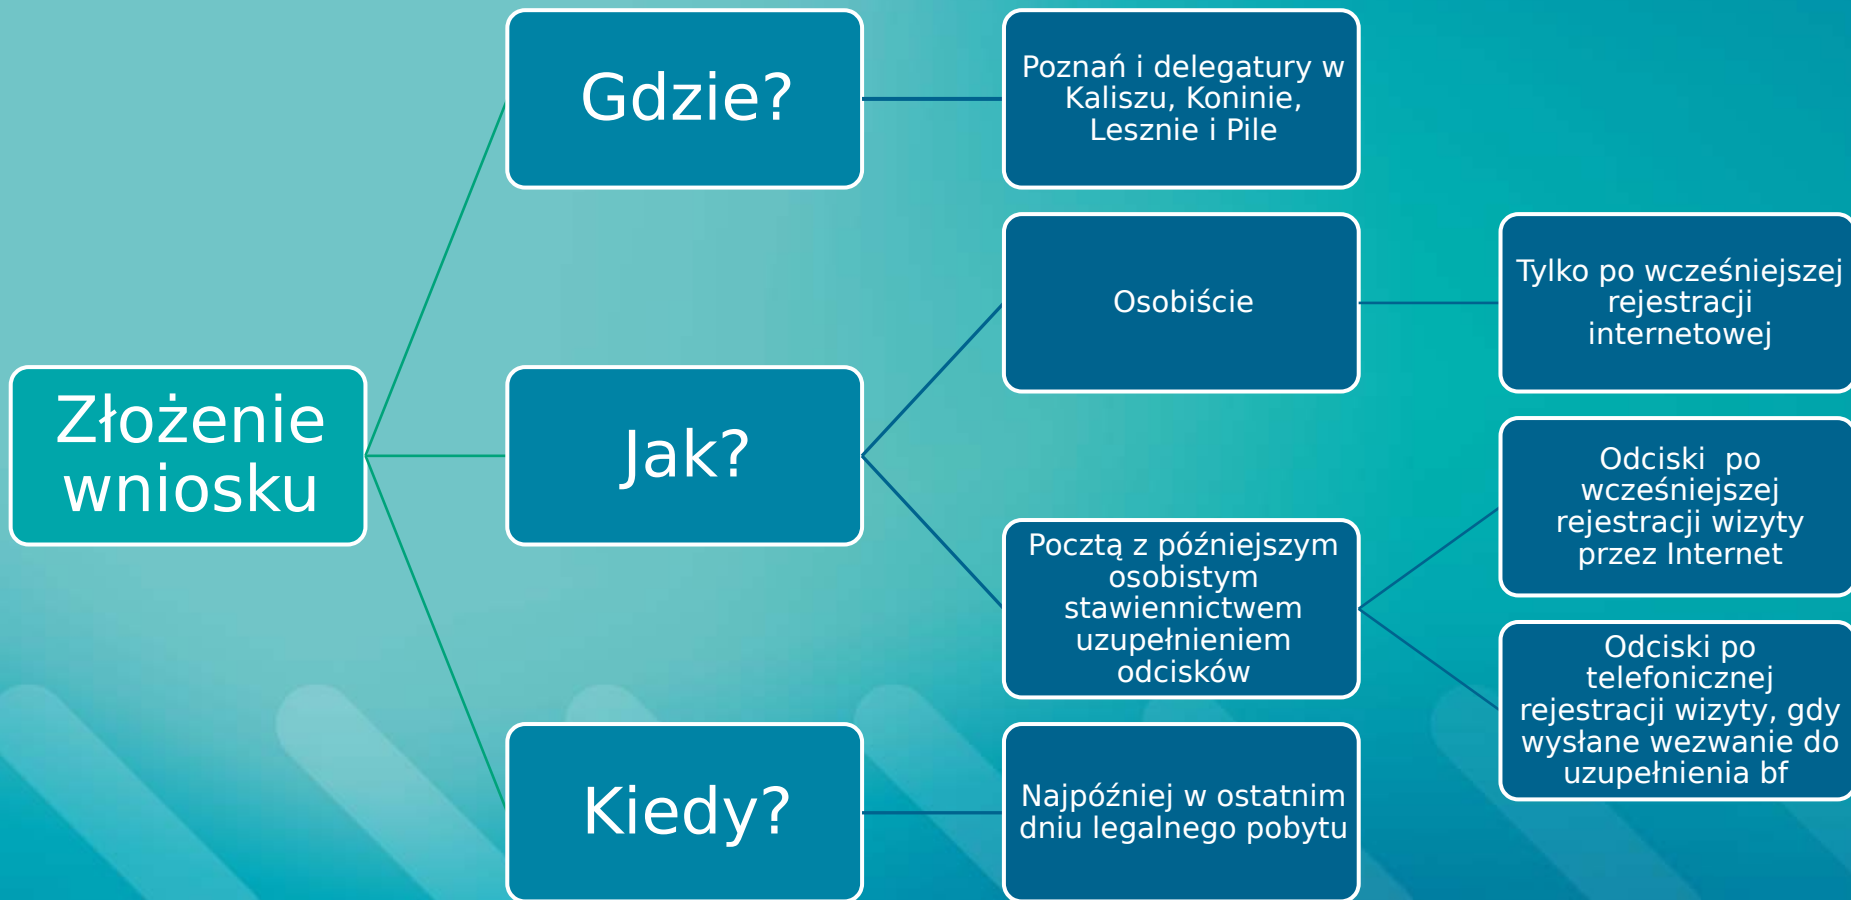 Złożenie
wniosku
Gdzie?
Poznań i delegatury w
Kaliszu, Koninie,
Lesznie i Pile
Jak?
Osobiście
Tylko po wcześniejszej
rejestracji
internetowej
Pocztą z późniejszym
osobistym
stawiennictwem
uzupełnieniem
odcisków
Odciski  po
wcześniejszej
rejestracji wizyty
przez Internet
Odciski po
telefonicznej
rejestracji wizyty, gdy
wysłane wezwanie do
uzupełnienia bf
Kiedy?
Najpóźniej w ostatnim
dniu legalnego pobytu